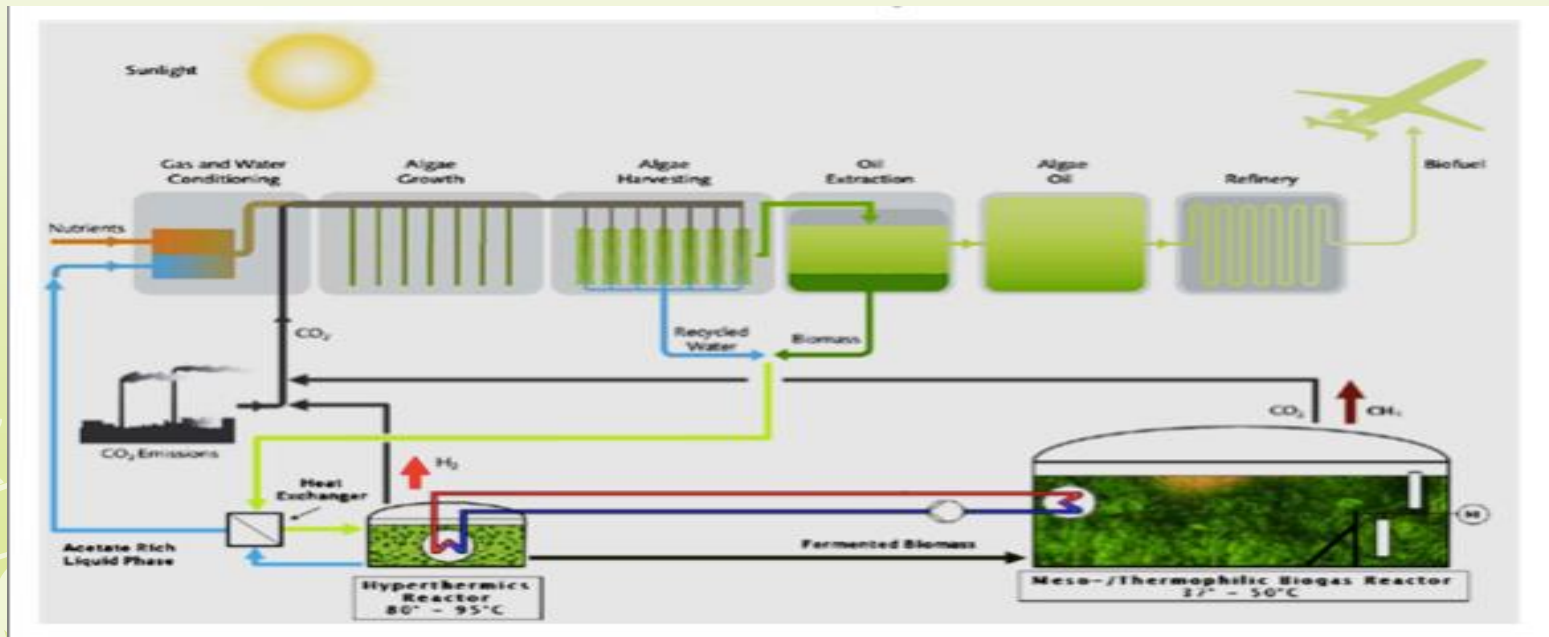 Sunlight
Gas and Water
Conditioning
Algae
Growth
Algae
Harvesting
Oil
Extraction
Algae
Oil
Refinery
Biofuel
Nutrients
CO₂
Recycled
Water
Biomass
CO₂ Emissions
CO₂
CH₄
H₂
Heat
Exchanger
Acetate Rich
Liquid Phase
Fermented Biomass
Hyperthermics
Reactor
80° - 95°C
Meso-/Thermophilic Biogas Reactor
37° - 50°C